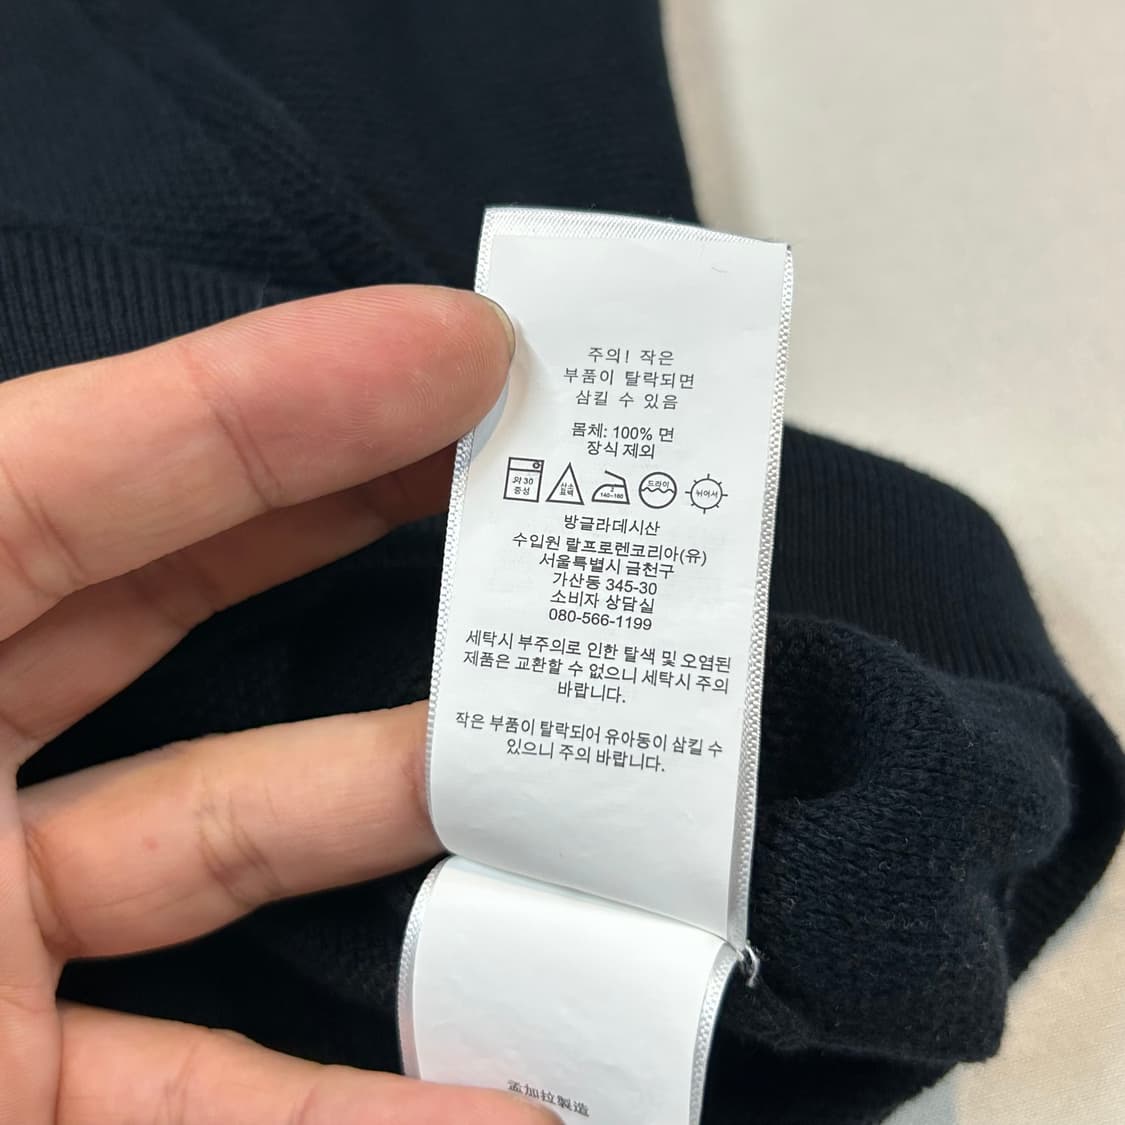 주의! 작은
부품이 탈락되면
삼킬 수 있음
몸체: 100% 면
장식 제외
약 30
중성
산소
표백
2
140~160
드라이
뉘어서
방글라데시산
수입원 랄프로렌코리아(유)
서울특별시 금천구
가산동 345-30
소비자 상담실
080-566-1199
세탁시 부주의로 인한 탈색 및 오염된
제품은 교환할 수 없으니 세탁시 주의
바랍니다.
작은 부품이 탈락되어 유아동이 삼킬 수
있으니 주의 바랍니다.
孟加拉製造